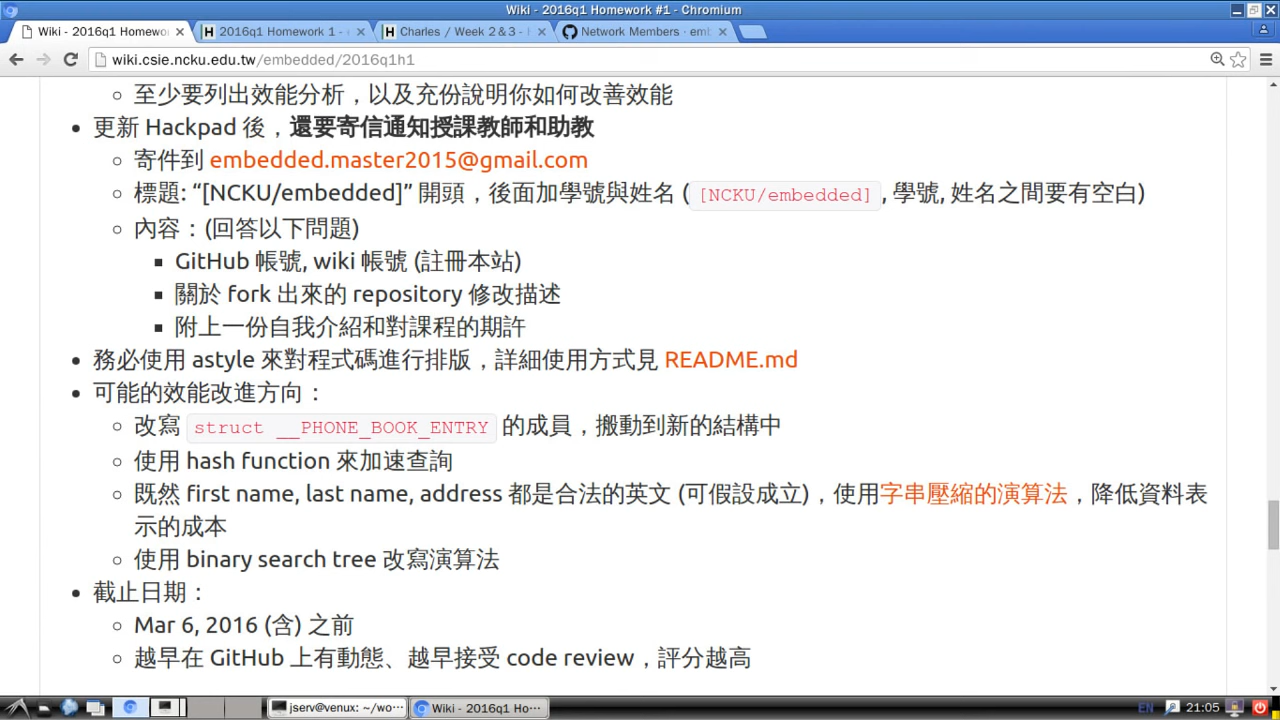 Wiki - 2016q1 Homework #1 - Chromium
Wiki - 2016q1 Homewo
2016q1 Homework 1 -
Charles / Week 2&3 -
Network Members · emb
wiki.csie.ncku.edu.tw/embedded/2016q1h1
至少要列出效能分析，以及充份說明你如何改善效能
更新 Hackpad 後，還要寄信通知授課教師和助教
寄件到 embedded.master2015@gmail.com
標題: “[NCKU/embedded]” 開頭，後面加學號與姓名 ( [NCKU/embedded] , 學號, 姓名之間要有空白)
內容：(回答以下問題)
GitHub 帳號, wiki 帳號 (註冊本站)
關於 fork 出來的 repository 修改描述
附上一份自我介紹和對課程的期許
務必使用 astyle 來對程式碼進行排版，詳細使用方式見 README.md
可能的效能改進方向：
改寫 struct __PHONE_BOOK_ENTRY 的成員，搬動到新的結構中
使用 hash function 來加速查詢
既然 first name, last name, address 都是合法的英文 (可假設成立)，使用字串壓縮的演算法，降低資料表
示的成本
使用 binary search tree 改寫演算法
截止日期：
Mar 6, 2016 (含) 之前
越早在 GitHub 上有動態、越早接受 code review，評分越高
jserv@venux: ~/wo···
Wiki - 2016q1 Ho···
EN
21:05